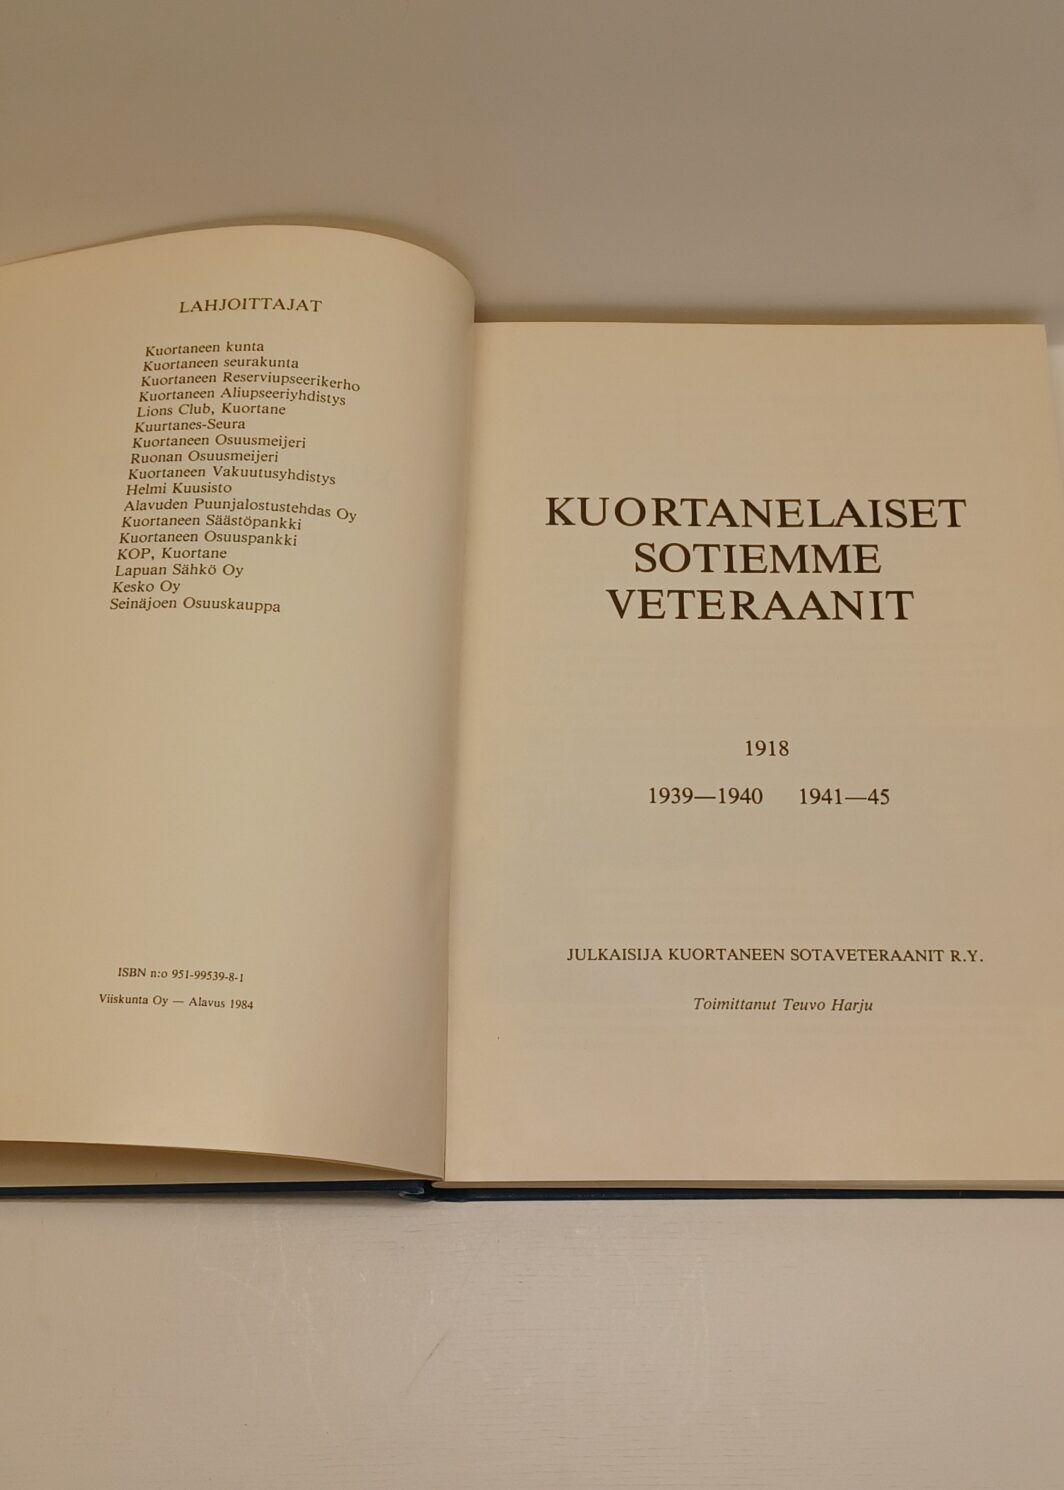 LAHJOITTAJAT
Kuortaneen kunta
Kuortaneen seurakunta
Kuortaneen Reserviupseerikerho
Kuortaneen Aliupseeriyhdistys
Lions Club, Kuortane
Kuurtanes-Seura
Kuortaneen Osuusmeijeri
Ruonan Osuusmeijeri
Kuortaneen Vakuutusyhdistys
Helmi Kuusisto
Alavuden Puunjalostustehdas Oy
Kuortaneen Säästöpankki
Kuortaneen Osuuspankki
KOP, Kuortane
Lapuan Sähkö Oy
Kesko Oy
Seinäjoen Osuuskauppa
ISBN n:o 951-99539-8-1
Viiskunta Oy — Alavus 1984
KUORTANELAISET
SOTIEMME
VETERAANIT
1918
1939—1940 1941—45
JULKAISIJA KUORTANEEN SOTAVETERAANIT R.Y.
Toimittanut Teuvo Harju